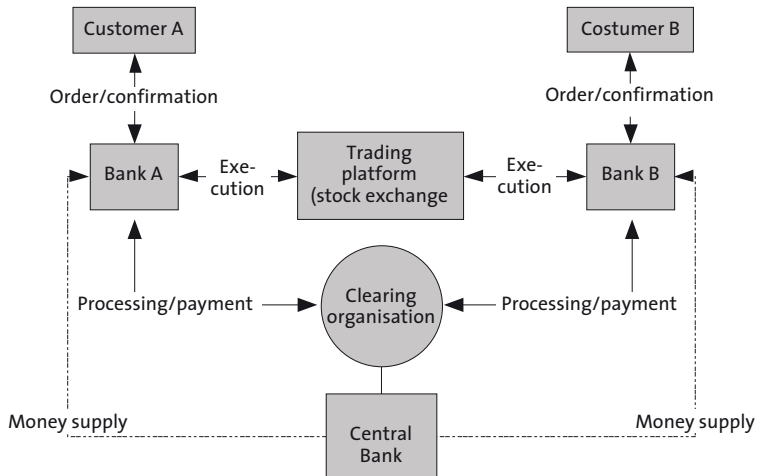 Customer A
Costumer B
Order/confirmation
Order/confirmation
Bank A
Exe-
cution
Trading
platform
(stock exchange
Exe-
cution
Bank B
Processing/payment
Clearing
organisation
Processing/payment
Money supply
Central
Bank
Money supply